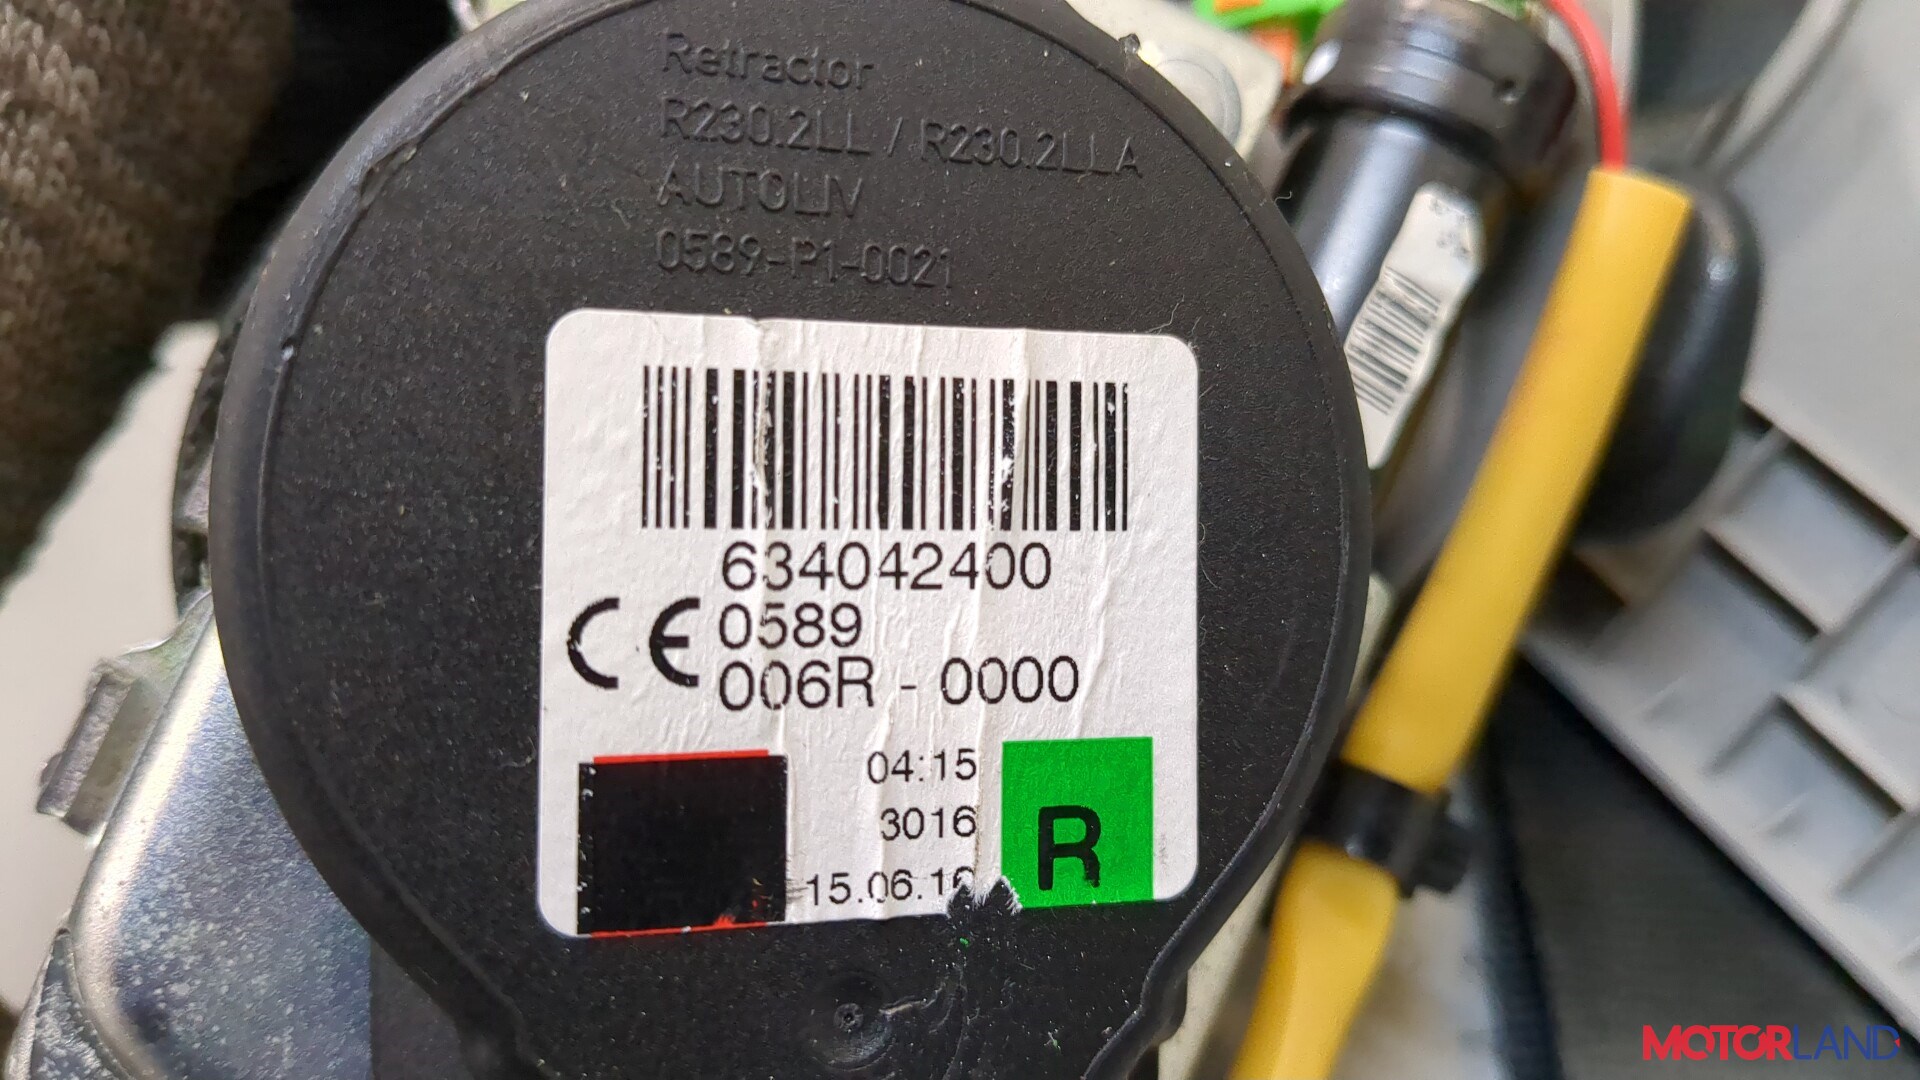 Retractor
R230.2LL / R230.2LLA
AUTOLIV
0589-P1-0021
634042400
CE 0589
006R - 0000
04:15
3016
R
MOTORLAND